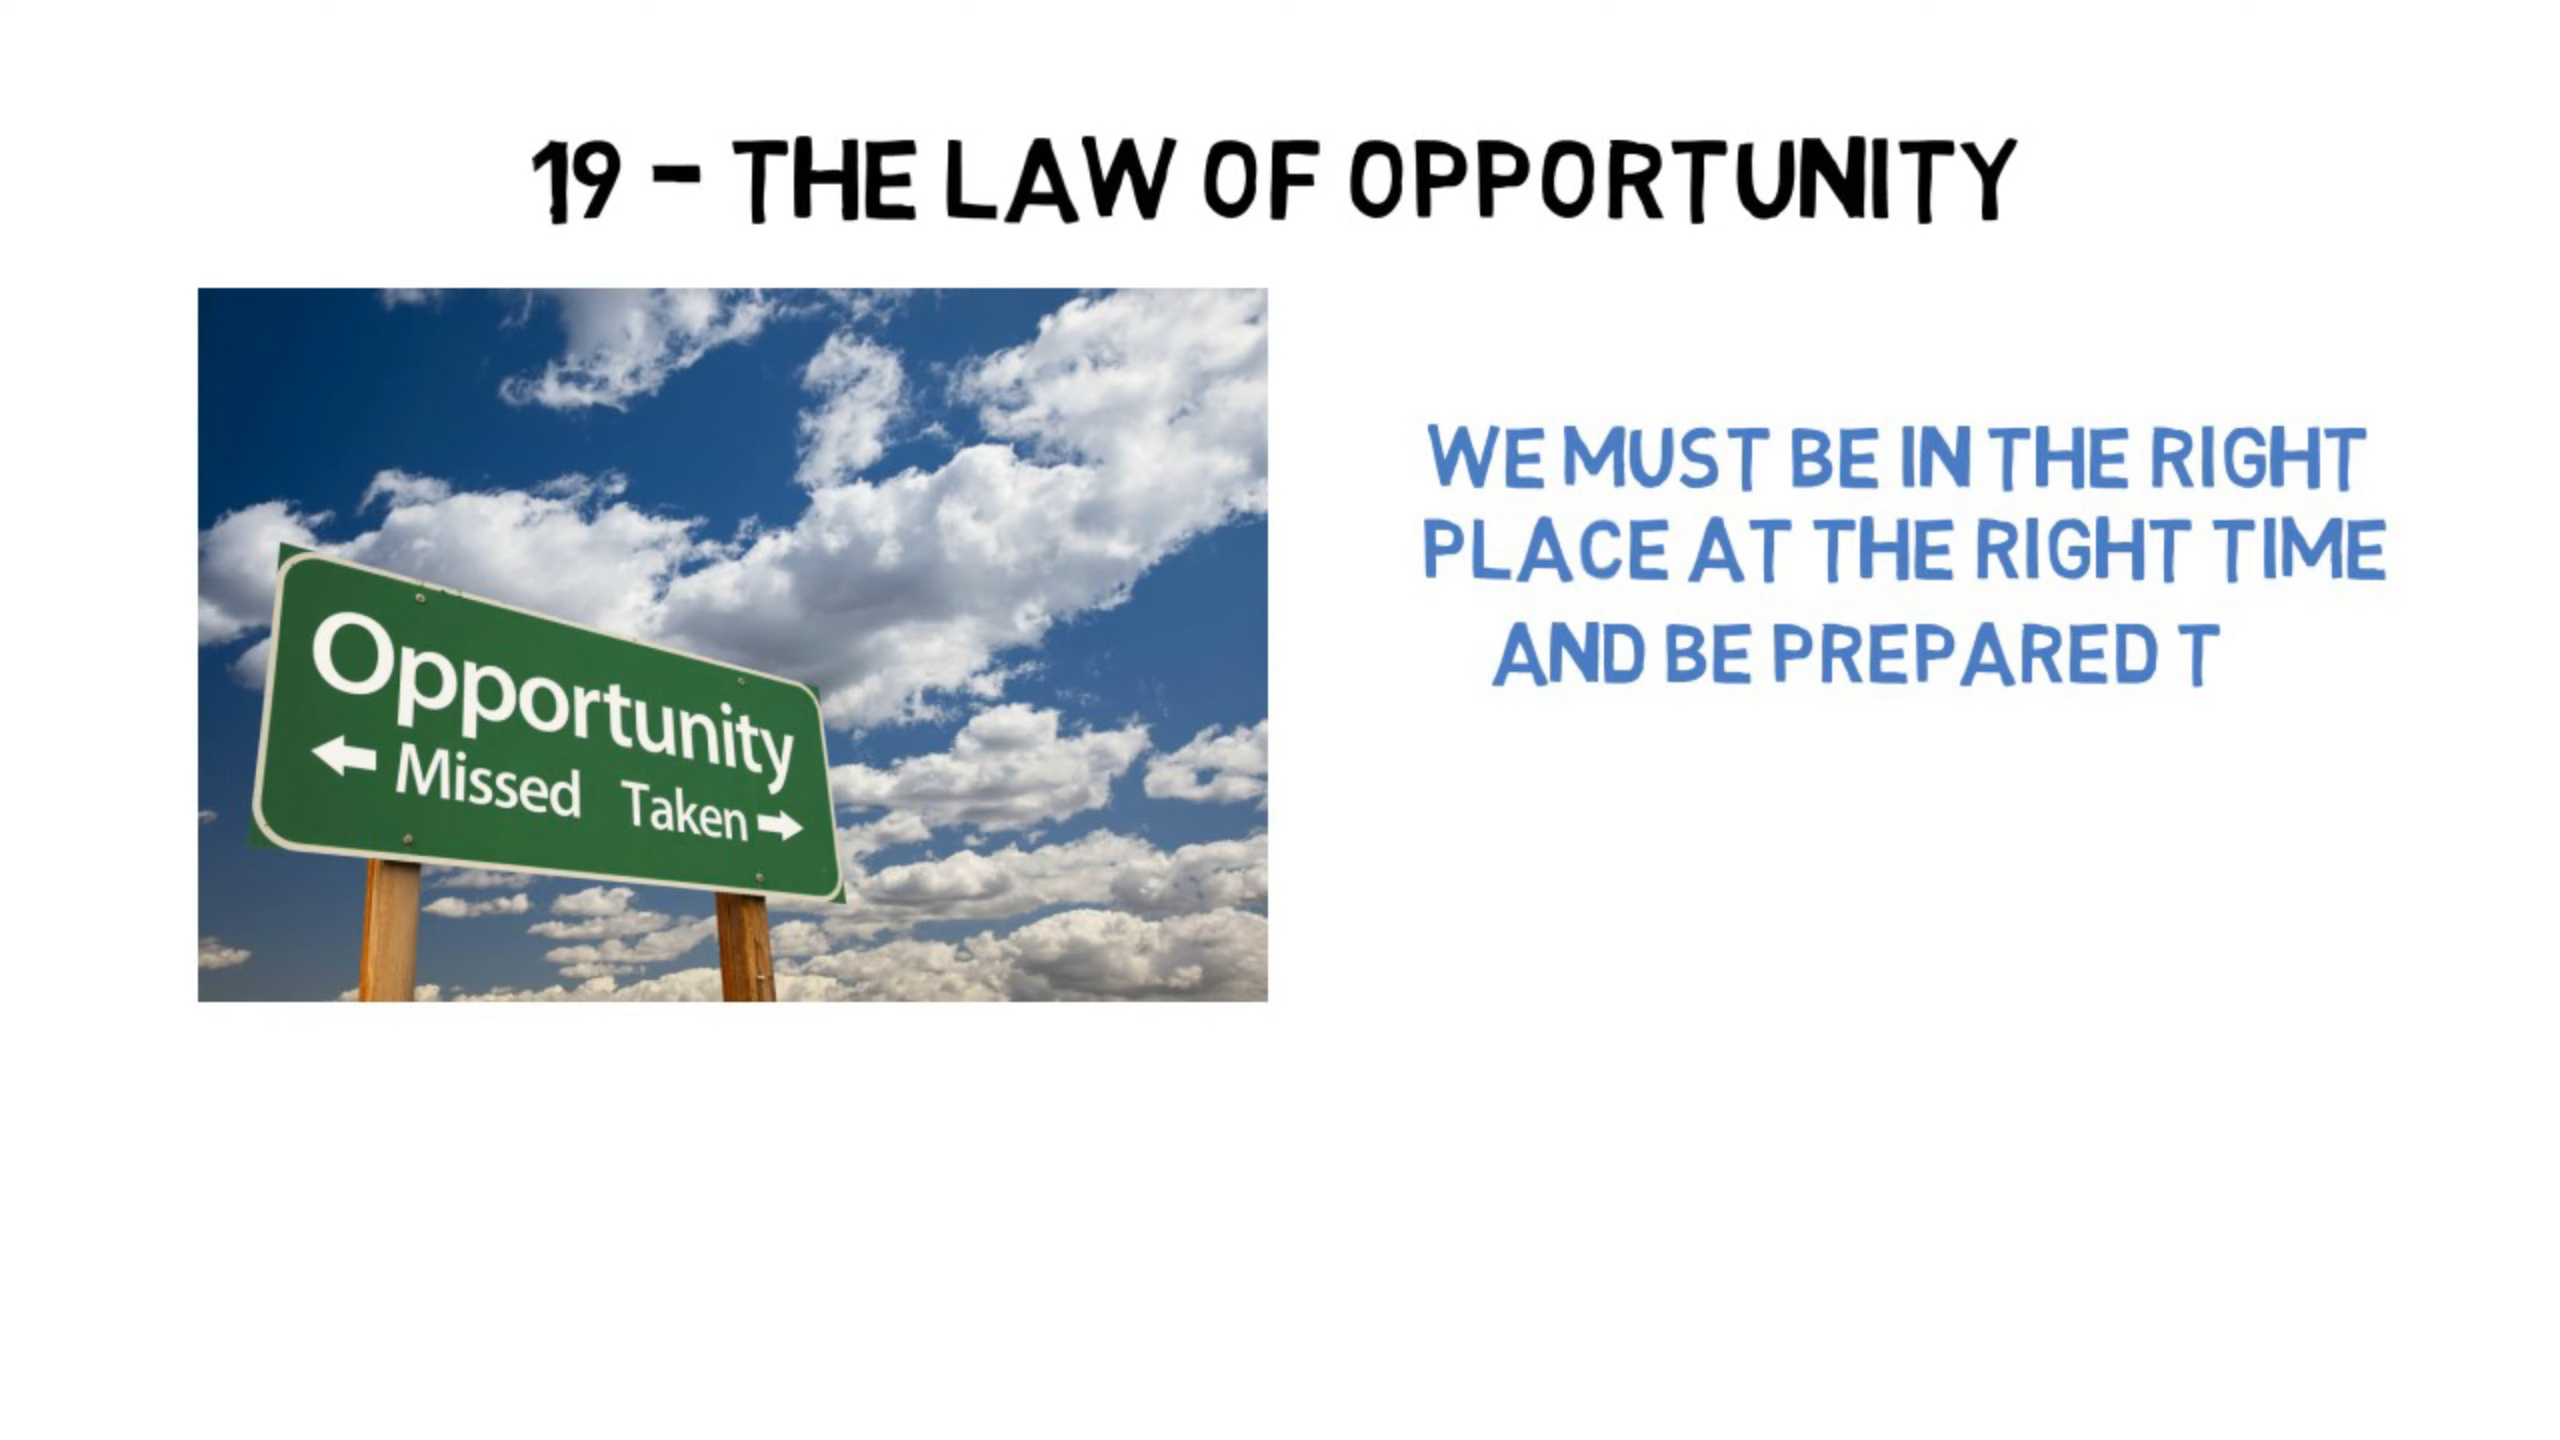 19 - THE LAW OF OPPORTUNITY
Opportunity
Missed Taken
WE MUST BE IN THE RIGHT
PLACE AT THE RIGHT TIME
AND BE PREPARED T